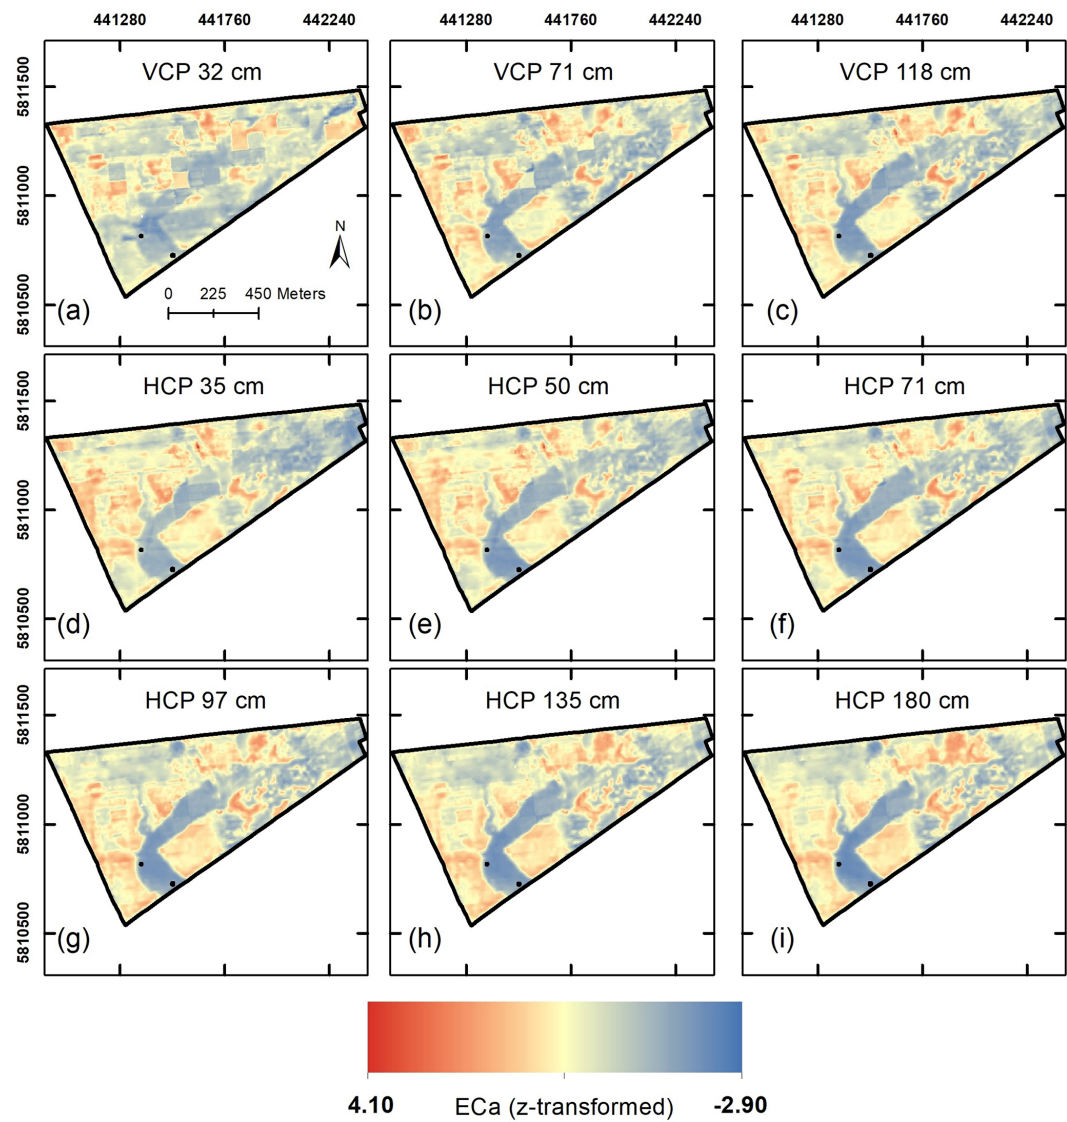 441280 441760 442240 441280 441760 442240 441280 441760 442240
VCP 32 cm VCP 71 cm VCP 118 cm
5811500
5811000
5810500
N
0 225 450 Meters
(a) (b) (c)
HCP 35 cm HCP 50 cm HCP 71 cm
5811500
5811000
5810500
(d) (e) (f)
HCP 97 cm HCP 135 cm HCP 180 cm
5811500
5811000
5810500
(g) (h) (i)
4.10 ECa (z-transformed) -2.90